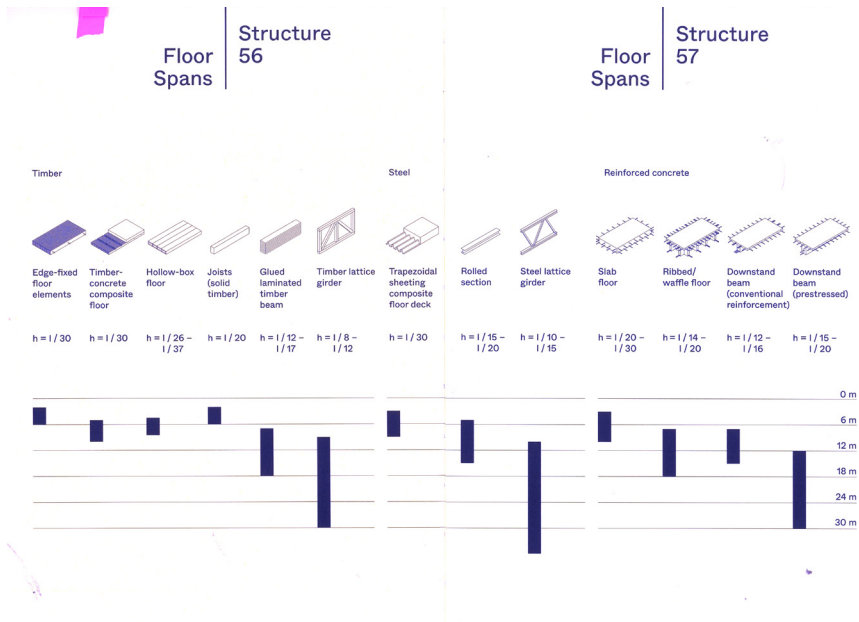 Floor
Spans
Structure
56
Floor
Spans
Structure
57
Timber
Steel
Reinforced concrete
Edge-fixed
floor
elements
Timber-
concrete
composite
floor
Hollow-box
floor
Joists
(solid
timber)
Glued
laminated
timber
beam
Timber lattice
girder
Trapezoidal
sheeting
composite
floor deck
Rolled
section
Steel lattice
girder
Slab
floor
Ribbed/
waffle floor
Downstand
beam
(conventional
reinforcement)
Downstand
beam
(prestressed)
h = l / 30
h = l / 30
h = l / 26 –
l / 37
h = l / 20
h = l / 12 –
l / 17
h = l / 8 –
l / 12
h = l / 30
h = l / 15 –
l / 20
h = l / 10 –
l / 15
h = l / 20 –
l / 30
h = l / 14 –
l / 20
h = l / 12 –
l / 16
h = l / 15 –
l / 20
0 m
6 m
12 m
18 m
24 m
30 m